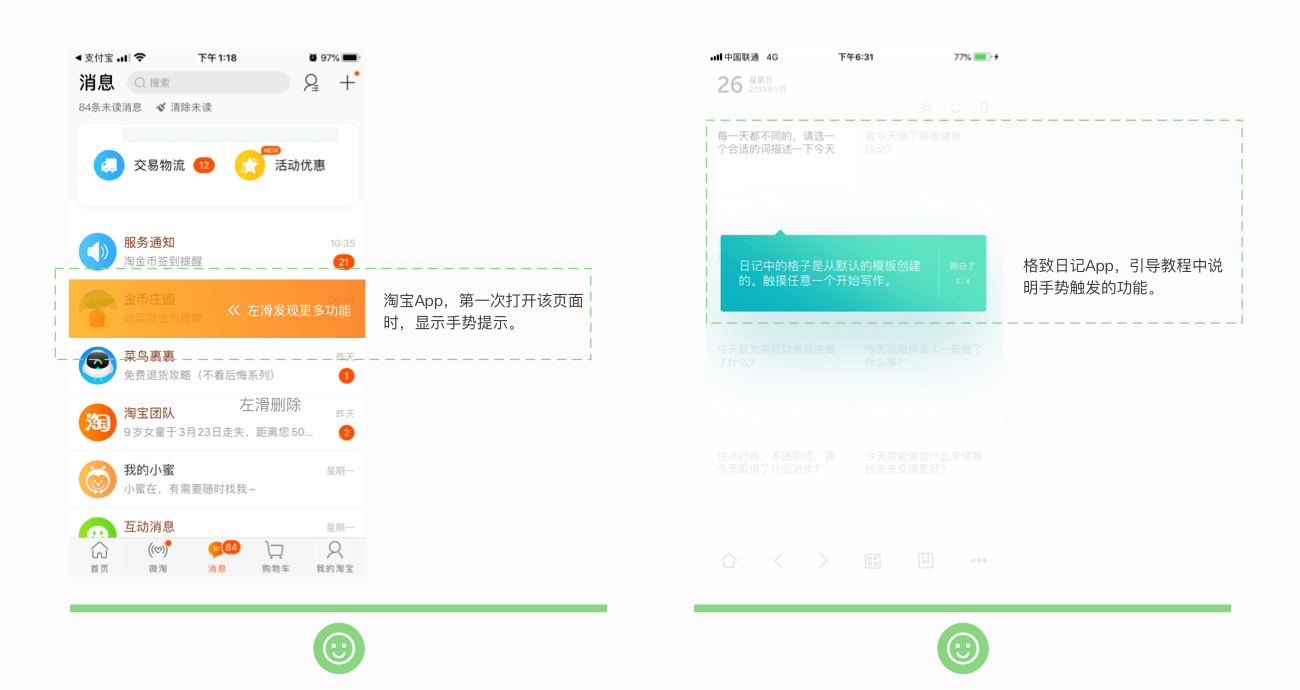 支付宝
下午1:18
97%
消息
搜索
84条未读消息
清除未读
交易物流
12
NEW
活动优惠
服务通知
10:35
淘金币签到提醒
21
金币庄园
收菜领金币提醒
左滑发现更多功能
菜鸟裹裹
昨天
免费退货攻略（不看后悔系列）
1
左滑删除
淘宝团队
昨天
9岁女童于3月23日走失，距离您50...
2
我的小蜜
星期一
小蜜在，有需要随时找我~
互动消息
星期一
84
首页
微淘
消息
购物车
我的淘宝
淘宝App，第一次打开该页面
时，显示手势提示。
中国联通 4G
下午6:31
77%
26
星期日
2019年5月
每一天都不同的，请选一
个合适的词描述一下今天
我今天做了哪些健身
运动?
日记中的格子是从默认的模板创建
的。触摸任意一个开始写作。
明白了
3/4
今天我为实现财务自由做
了什么?
今天我陪伴家人一起做了
什么事?
逆水行舟，不进则退，我
今天取得了什么进步?
今天我能做些什么来使我
的未来变得更好?
格致日记App，引导教程中说
明手势触发的功能。